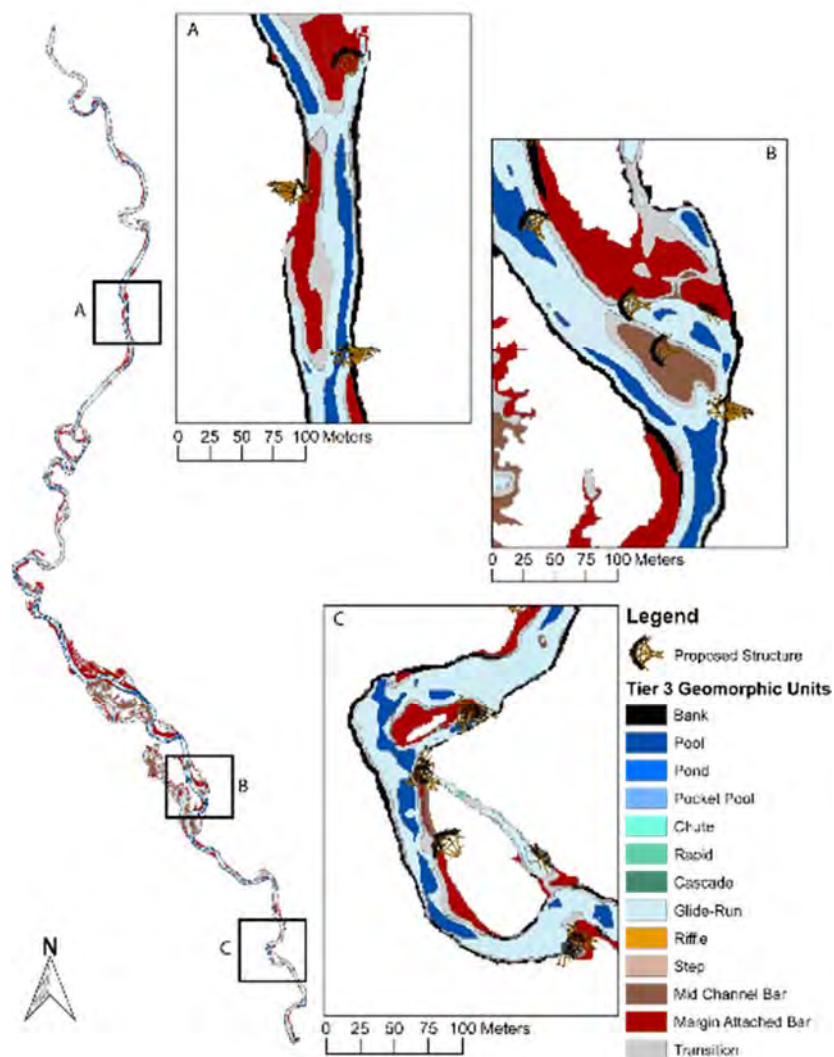 A
0 25 50 75 100 Meters
B
0 25 50 75 100 Meters
A
B
C
N
C
0 25 50 75 100 Meters
Legend
Proposed Structure
Tier 3 Geomorphic Units
Bank
Pool
Pond
Pocket Pool
Chute
Rapid
Cascade
Glide-Run
Riffle
Step
Mid Channel Bar
Margin Attached Bar
Transition